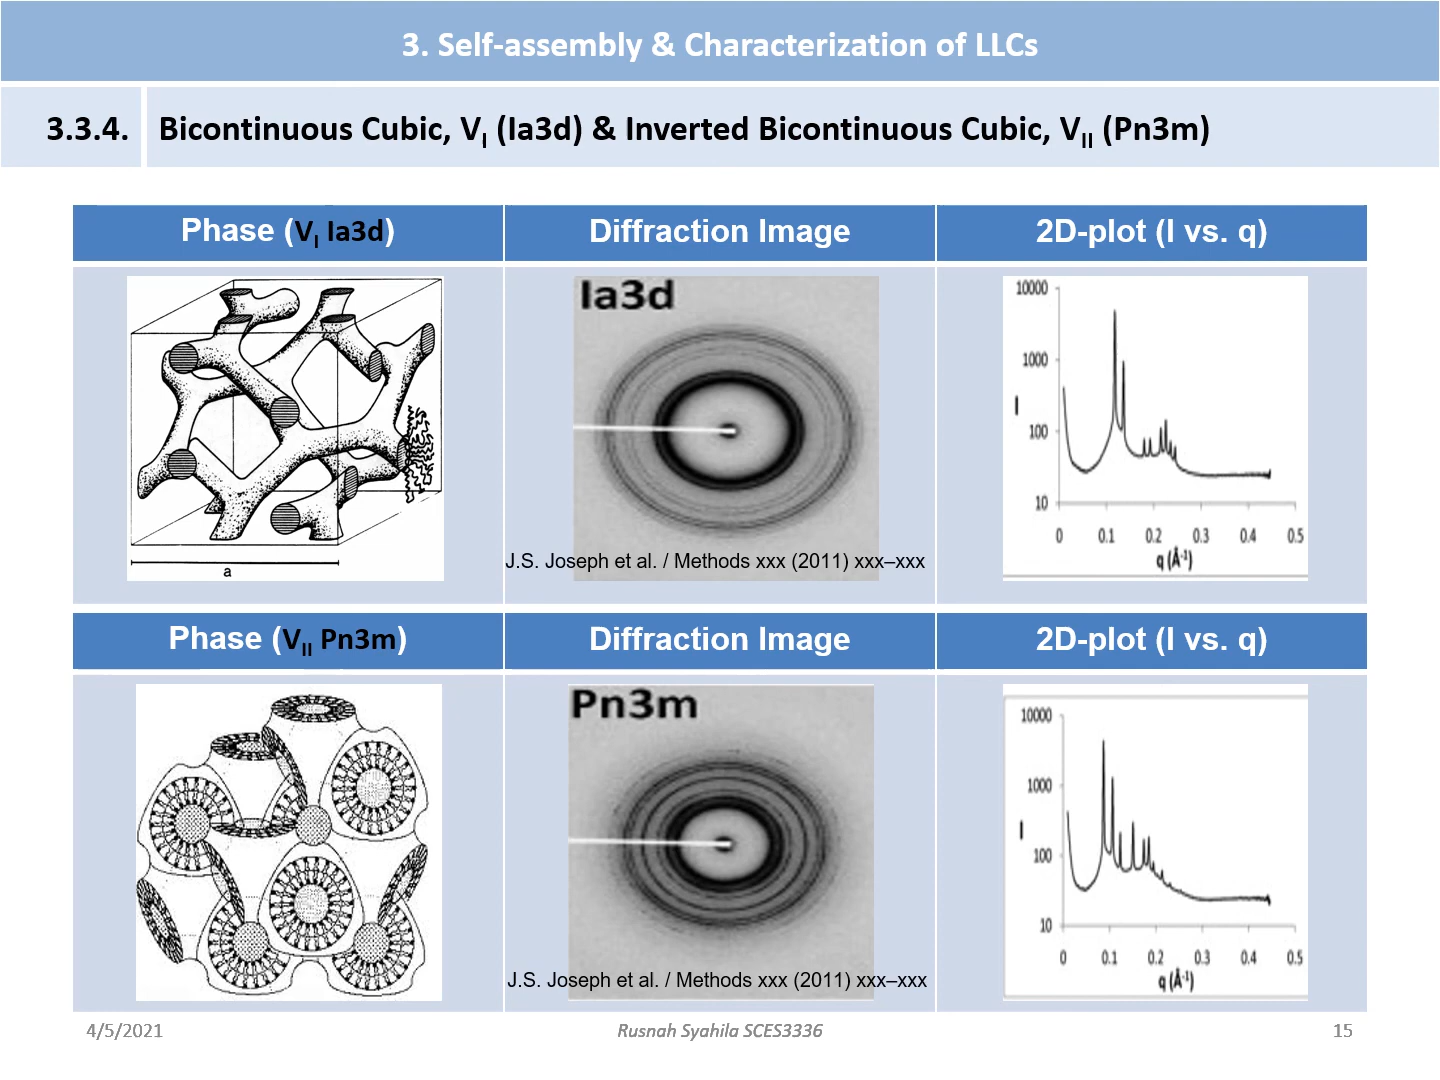 3. Self-assembly & Characterization of LLCs
3.3.4. Bicontinuous Cubic, VI (Ia3d) & Inverted Bicontinuous Cubic, VII (Pn3m)
Phase (VI Ia3d)
Diffraction Image
2D-plot (I vs. q)
a
Ia3d
J.S. Joseph et al. / Methods xxx (2011) xxx–xxx
10000
1000
100
10
I
0 0.1 0.2 0.3 0.4 0.5
q (Å-1)
Phase (VII Pn3m)
Diffraction Image
2D-plot (I vs. q)
Pn3m
J.S. Joseph et al. / Methods xxx (2011) xxx–xxx
10000
1000
100
10
I
0 0.1 0.2 0.3 0.4 0.5
q (Å-1)
4/5/2021
Rusnah Syahila SCES3336
15